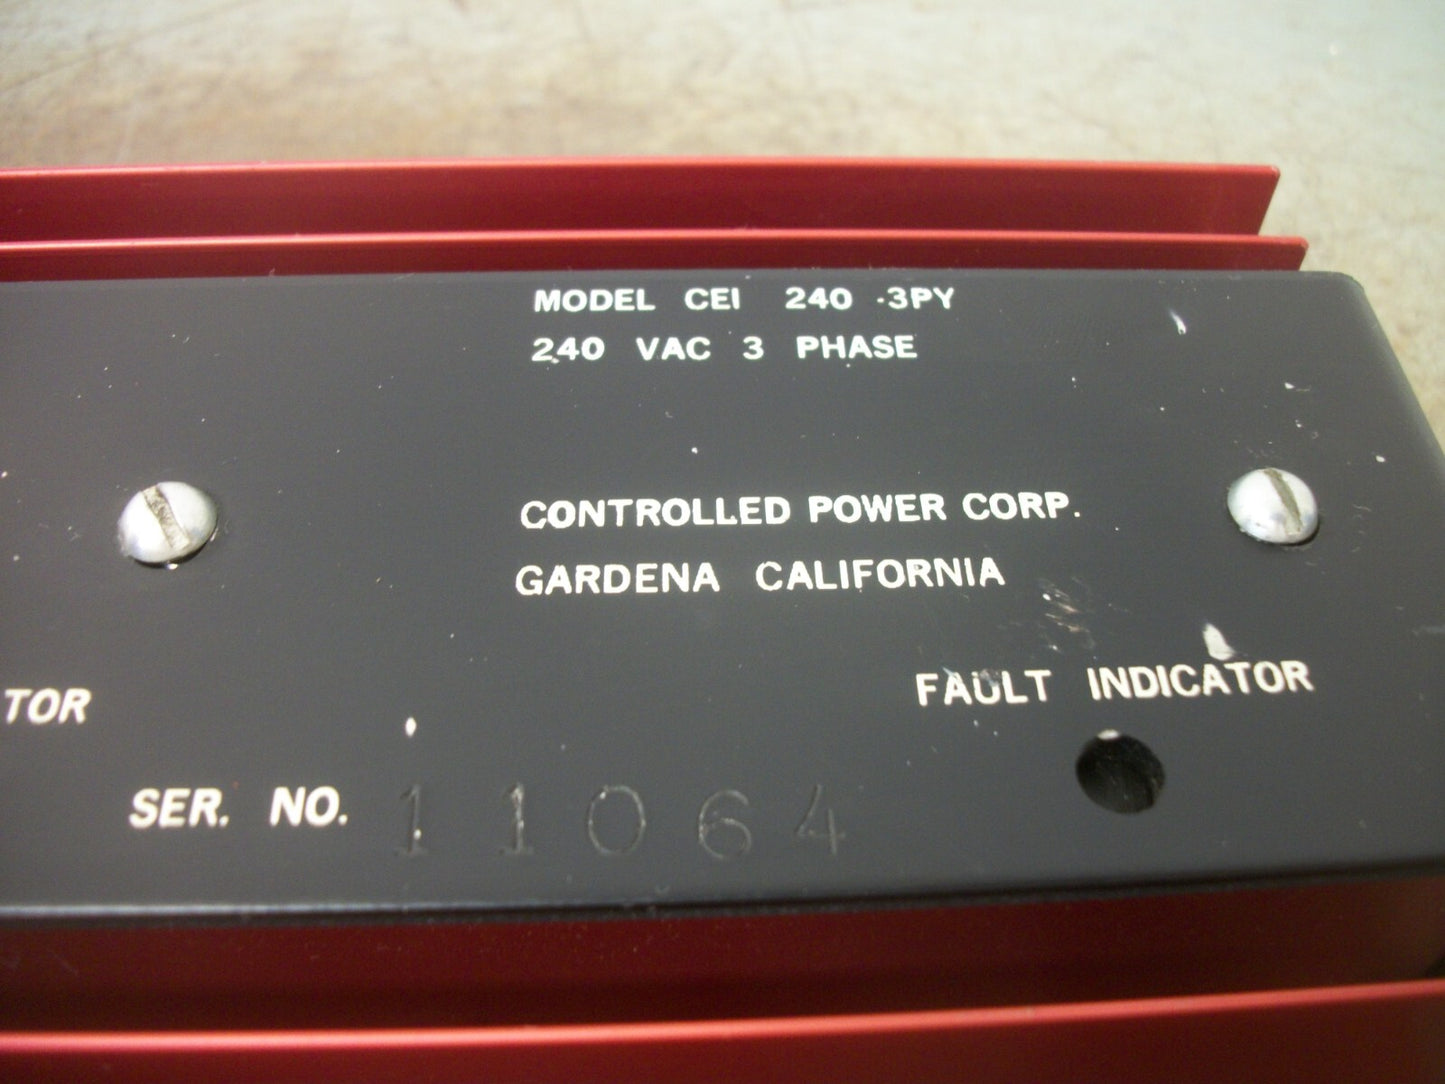 MODEL CEI 240 -3PY
240 VAC 3 PHASE
CONTROLLED POWER CORP.
GARDENA CALIFORNIA
FAULT INDICATOR
TOR
SER. NO. 11064